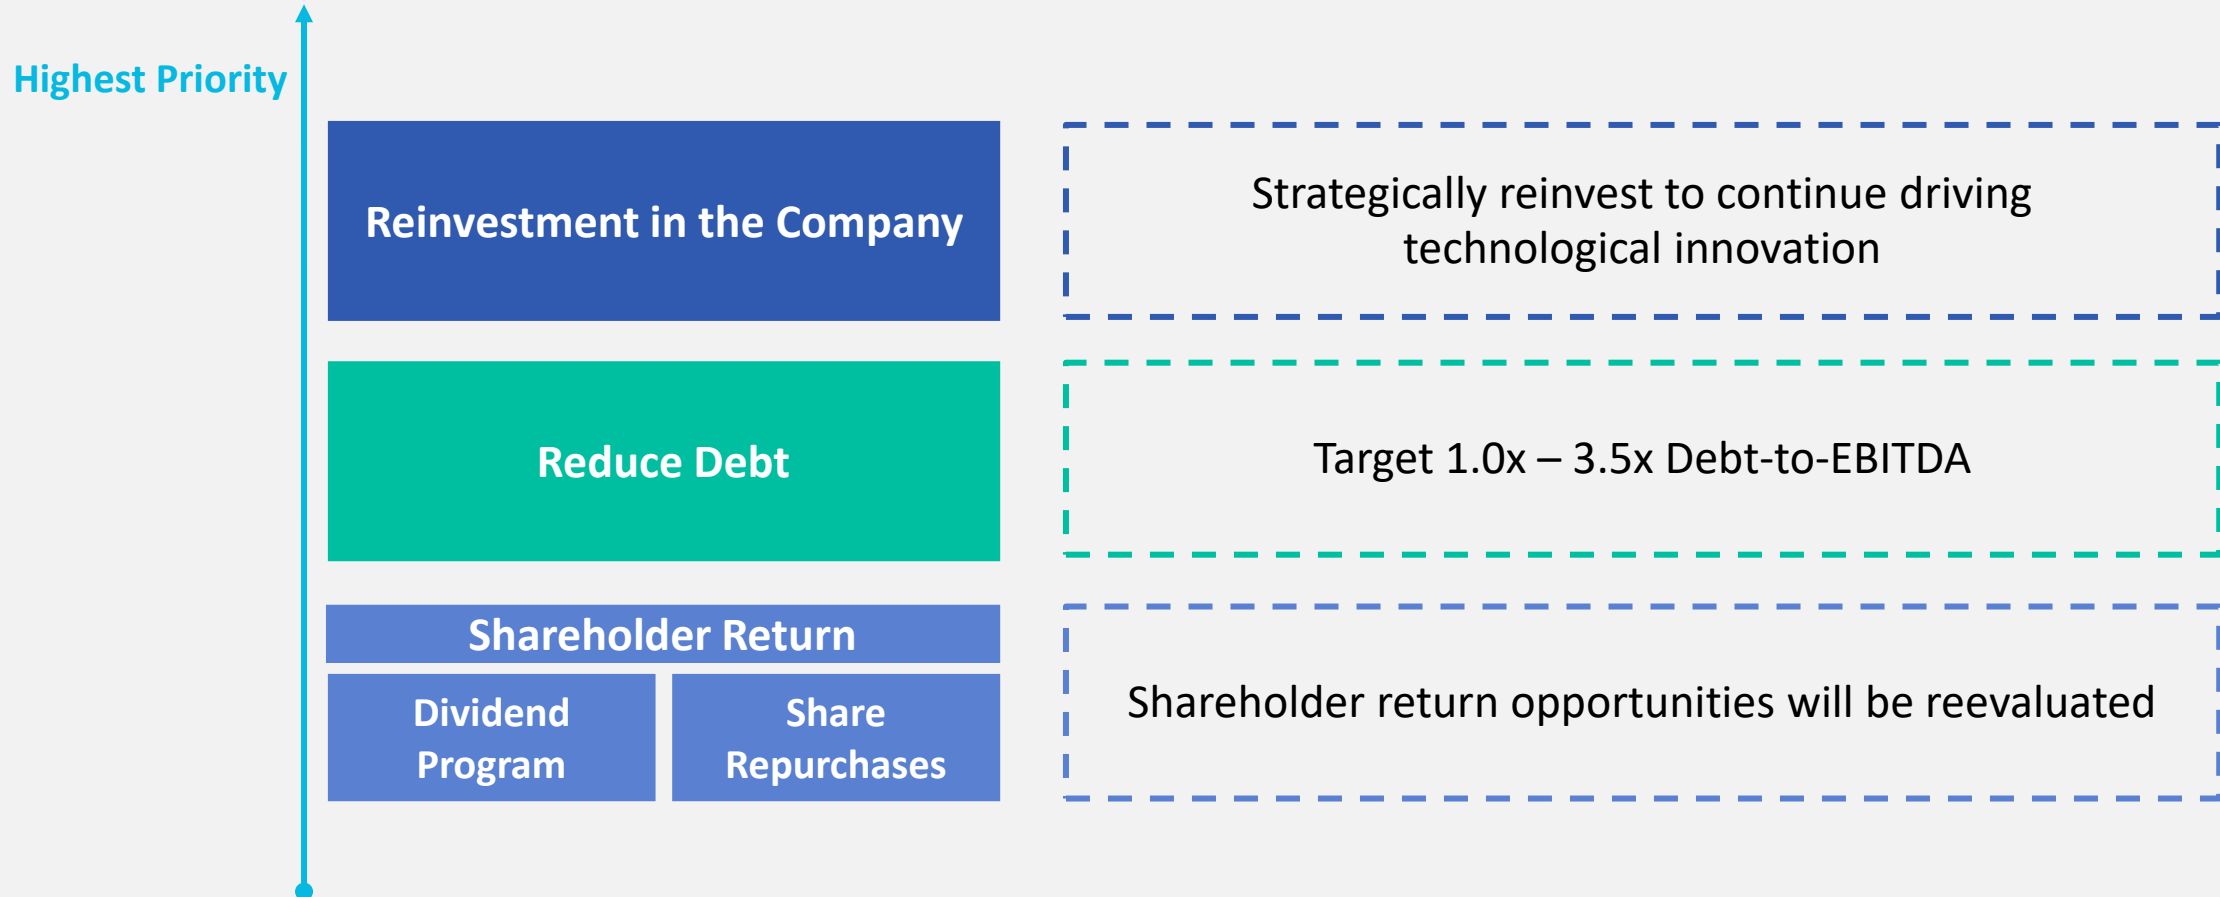 Highest Priority
Reinvestment in the Company
Strategically reinvest to continue driving
technological innovation
Reduce Debt
Target 1.0x – 3.5x Debt-to-EBITDA
Shareholder Return
Dividend
Program
Share
Repurchases
Shareholder return opportunities will be reevaluated